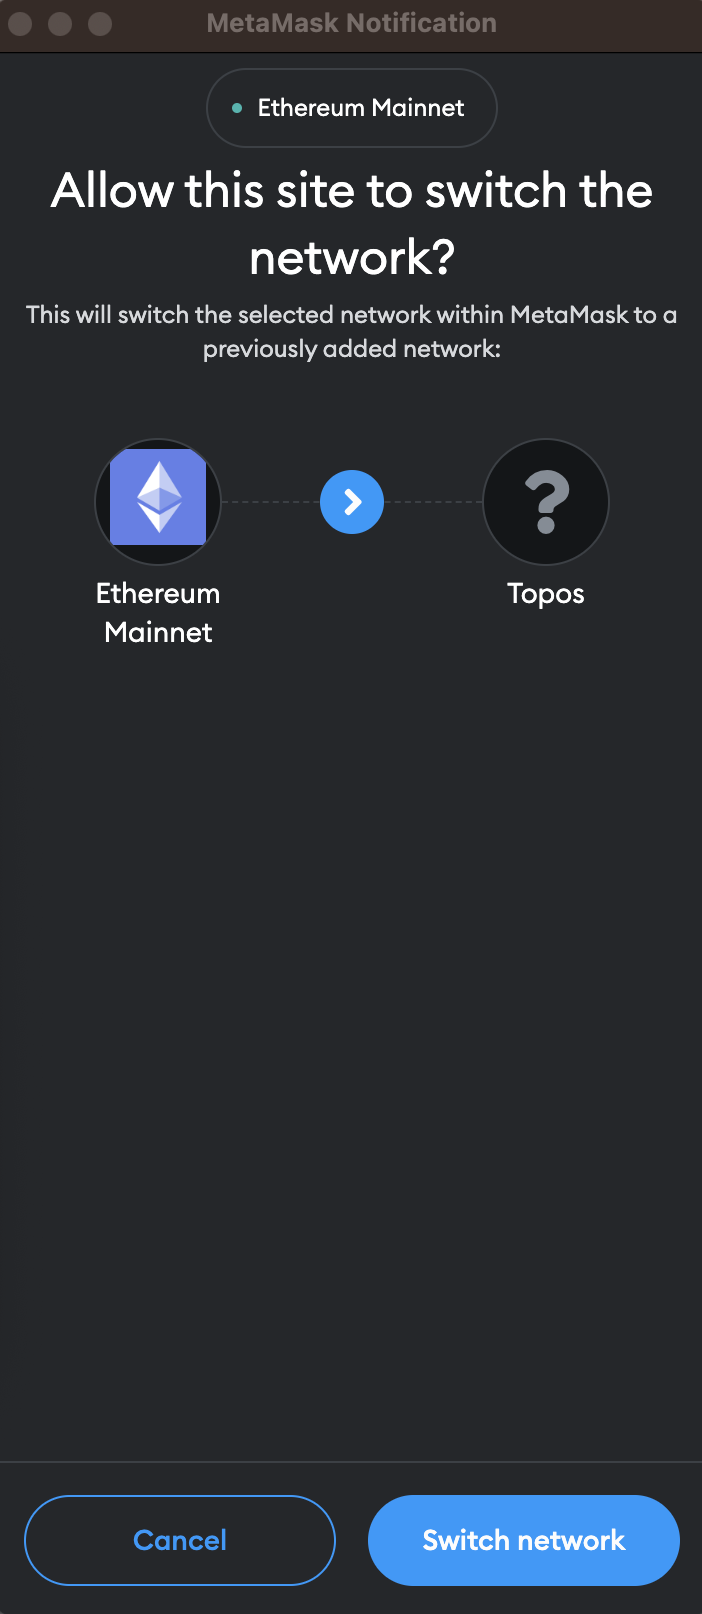 MetaMask Notification
Ethereum Mainnet
Allow this site to switch the
network?
This will switch the selected network within MetaMask to a
previously added network:
?
Ethereum
Mainnet
Topos
Cancel
Switch network